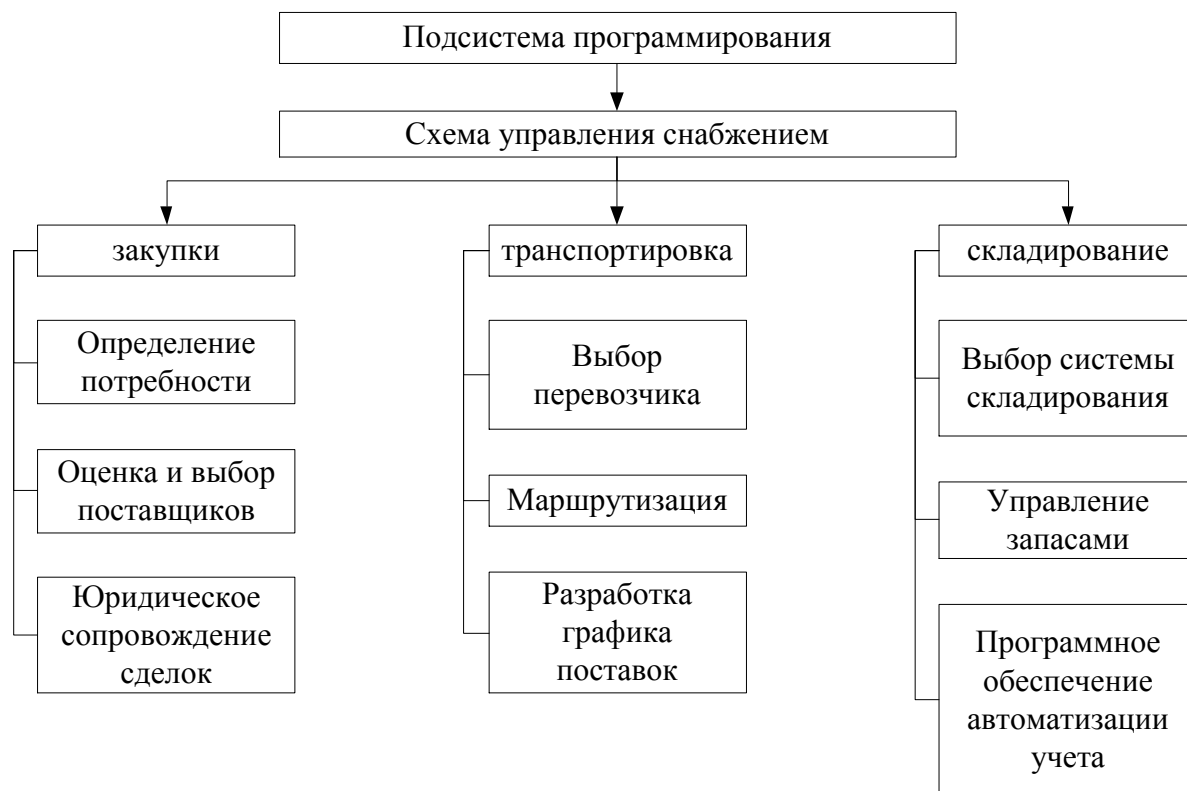 Подсистема программирования
Схема управления снабжением
закупки
транспортировка
складирование
Определение
потребности
Оценка и выбор
поставщиков
Юридическое
сопровождение
сделок
Выбор
перевозчика
Маршрутизация
Разработка
графика
поставок
Выбор системы
складирования
Управление
запасами
Программное
обеспечение
автоматизации
учета